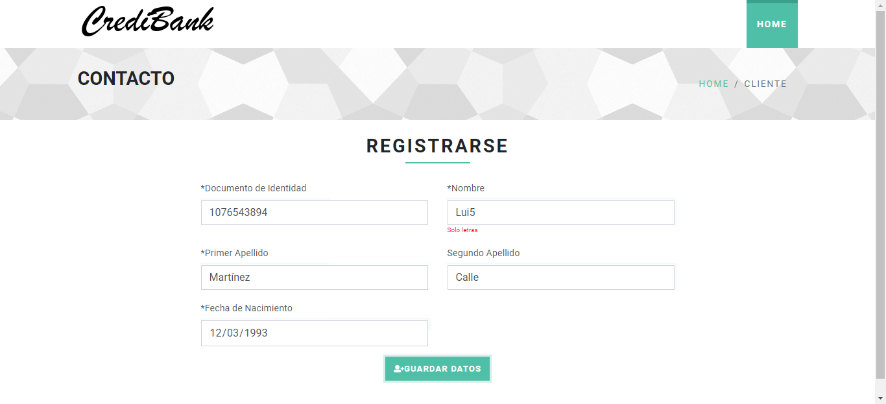 CrediBank
HOME
CONTACTO
HOME / CLIENTE
REGISTRARSE
*Documento de Identidad
*Nombre
1076543894
Lui5
Solo letras
*Primer Apellido
Segundo Apellido
Martínez
Calle
*Fecha de Nacimiento
12/03/1993
GUARDAR DATOS